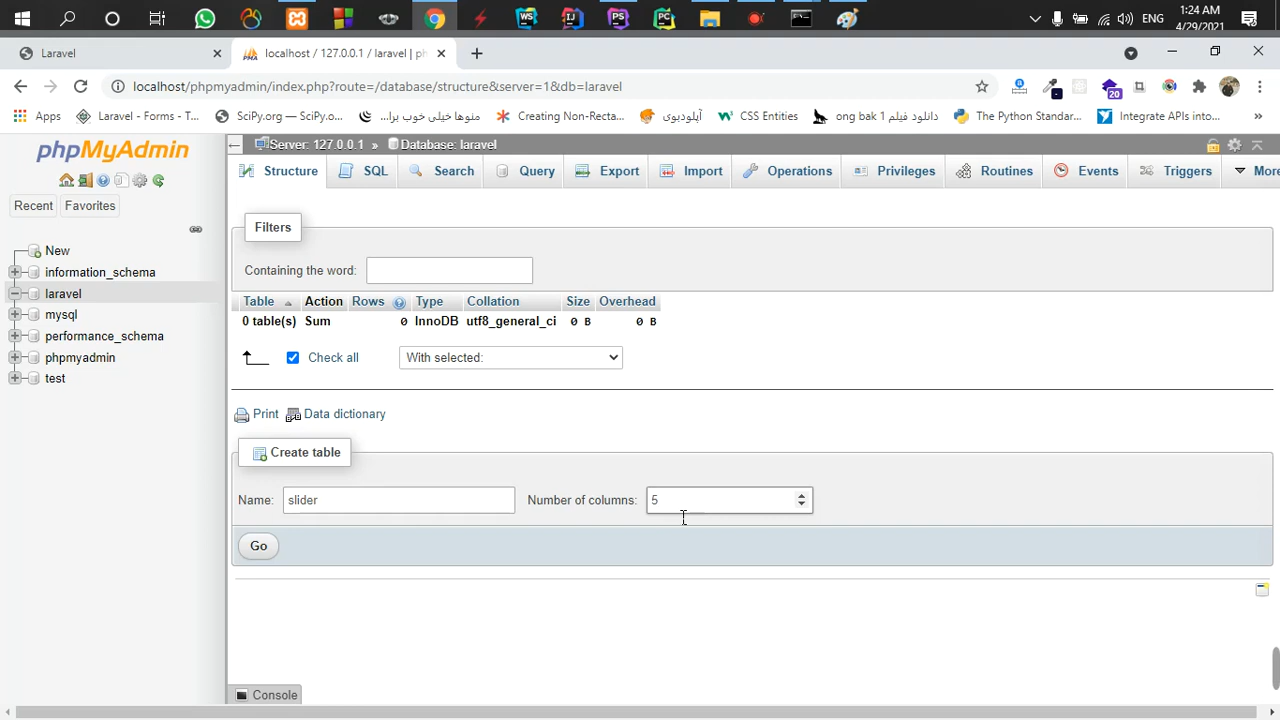 1:24 AM
ENG
4/29/2021
Laravel
localhost / 127.0.0.1 / laravel | ph
localhost/phpmyadmin/index.php?route=/database/structure&server=1&db=laravel
20
Apps
Laravel - Forms - T...
SciPy.org — SciPy.o...
منوها خیلی خوب برا...
Creating Non-Recta...
آپلودبوی
CSS Entities
دانلود فیلم ong bak 1
The Python Standar...
Integrate APIs into...
»
phpMyAdmin
Recent
Favorites
New
information_schema
laravel
mysql
performance_schema
phpmyadmin
test
Server: 127.0.0.1 » Database: laravel
Structure
SQL
Search
Query
Export
Import
Operations
Privileges
Routines
Events
Triggers
More
Filters
Containing the word:
Table Action Rows Type Collation Size Overhead
0 table(s) Sum 0 InnoDB utf8_general_ci 0 B 0 B
Check all
With selected:
Print
Data dictionary
Create table
Name: slider Number of columns: 5
Go
Console